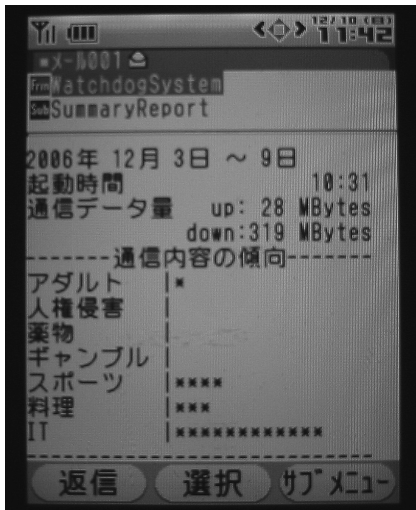 12/10(日)
11:42
メール001
Frm WatchdogSystem
Sub SummaryReport
2006年 12月 3日 ~ 9日
起動時間 10:31
通信データ量 up: 28 MBytes
down:319 MBytes
-------通信内容の傾向-------
アダルト |*
人権侵害 |
薬物 |
ギャンブル |
スポーツ |****
料理 |***
IT |************
返信 選択 サブメニュー